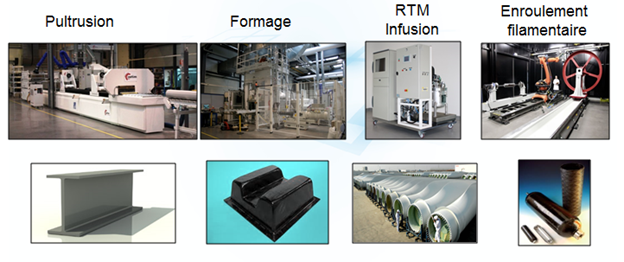 Pultrusion
Formage
RTM
Infusion
Enroulement
filamentaire